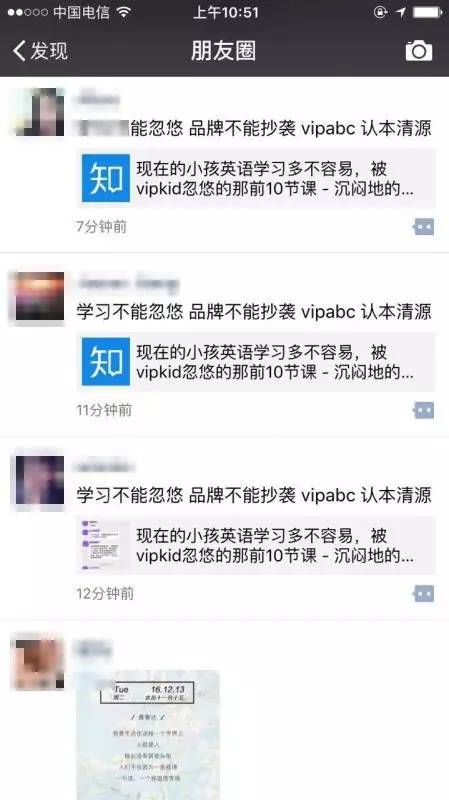 中国电信
上午10:51
发现
朋友圈
能忽悠 品牌不能抄袭 vipabc 认本清源
知
现在的小孩英语学习多不容易，被
vipkid忽悠的那前10节课 - 沉闷地的...
7分钟前
学习不能忽悠 品牌不能抄袭 vipabc 认本清源
知
现在的小孩英语学习多不容易，被
vipkid忽悠的那前10节课 - 沉闷地的...
11分钟前
学习不能忽悠 品牌不能抄袭 vipabc 认本清源
现在的小孩英语学习多不容易，被
vipkid忽悠的那前10节课 - 沉闷地的...
12分钟前
Tue 16.12.13
周二